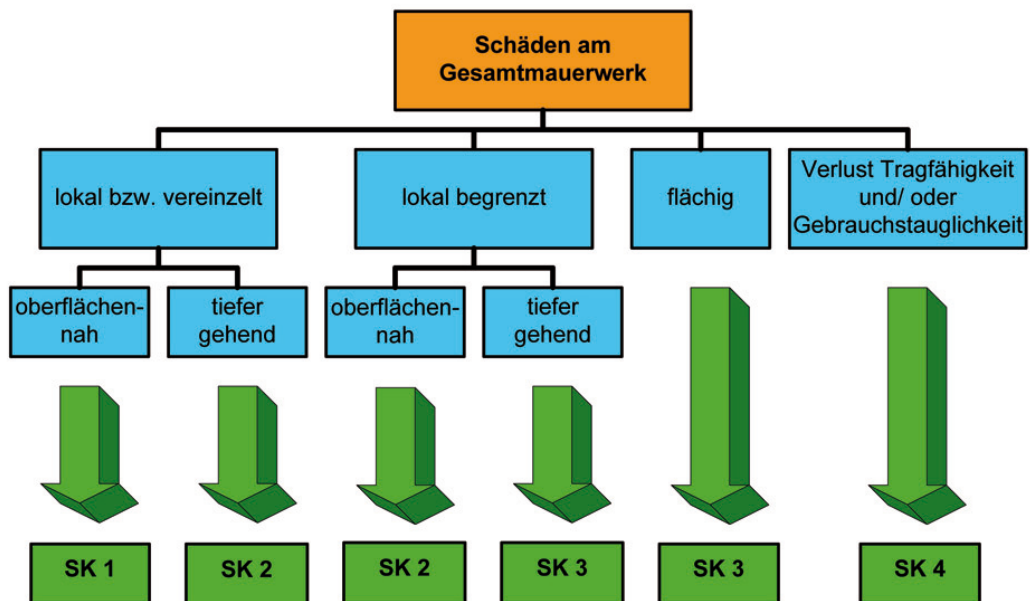 Schäden am
Gesamtmauerwerk
lokal bzw. vereinzelt
lokal begrenzt
flächig
Verlust Tragfähigkeit
und/ oder
Gebrauchstauglichkeit
oberflächen-
nah
tiefer
gehend
oberflächen-
nah
tiefer
gehend
SK 1
SK 2
SK 2
SK 3
SK 3
SK 4